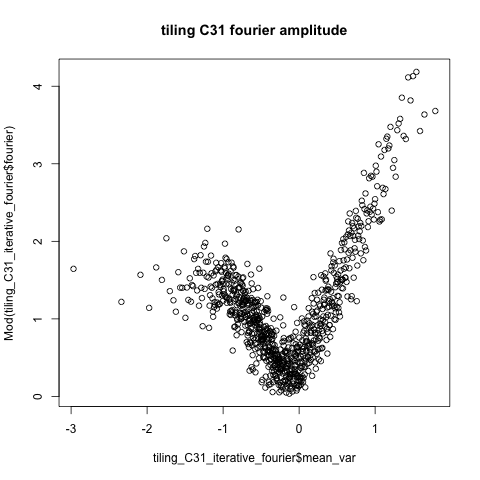 tiling C31 fourier amplitude
Mod(tiling_C31_iterative_fourier$fourier)
4
3
2
1
0
-3 -2 -1 0 1
tiling_C31_iterative_fourier$mean_var